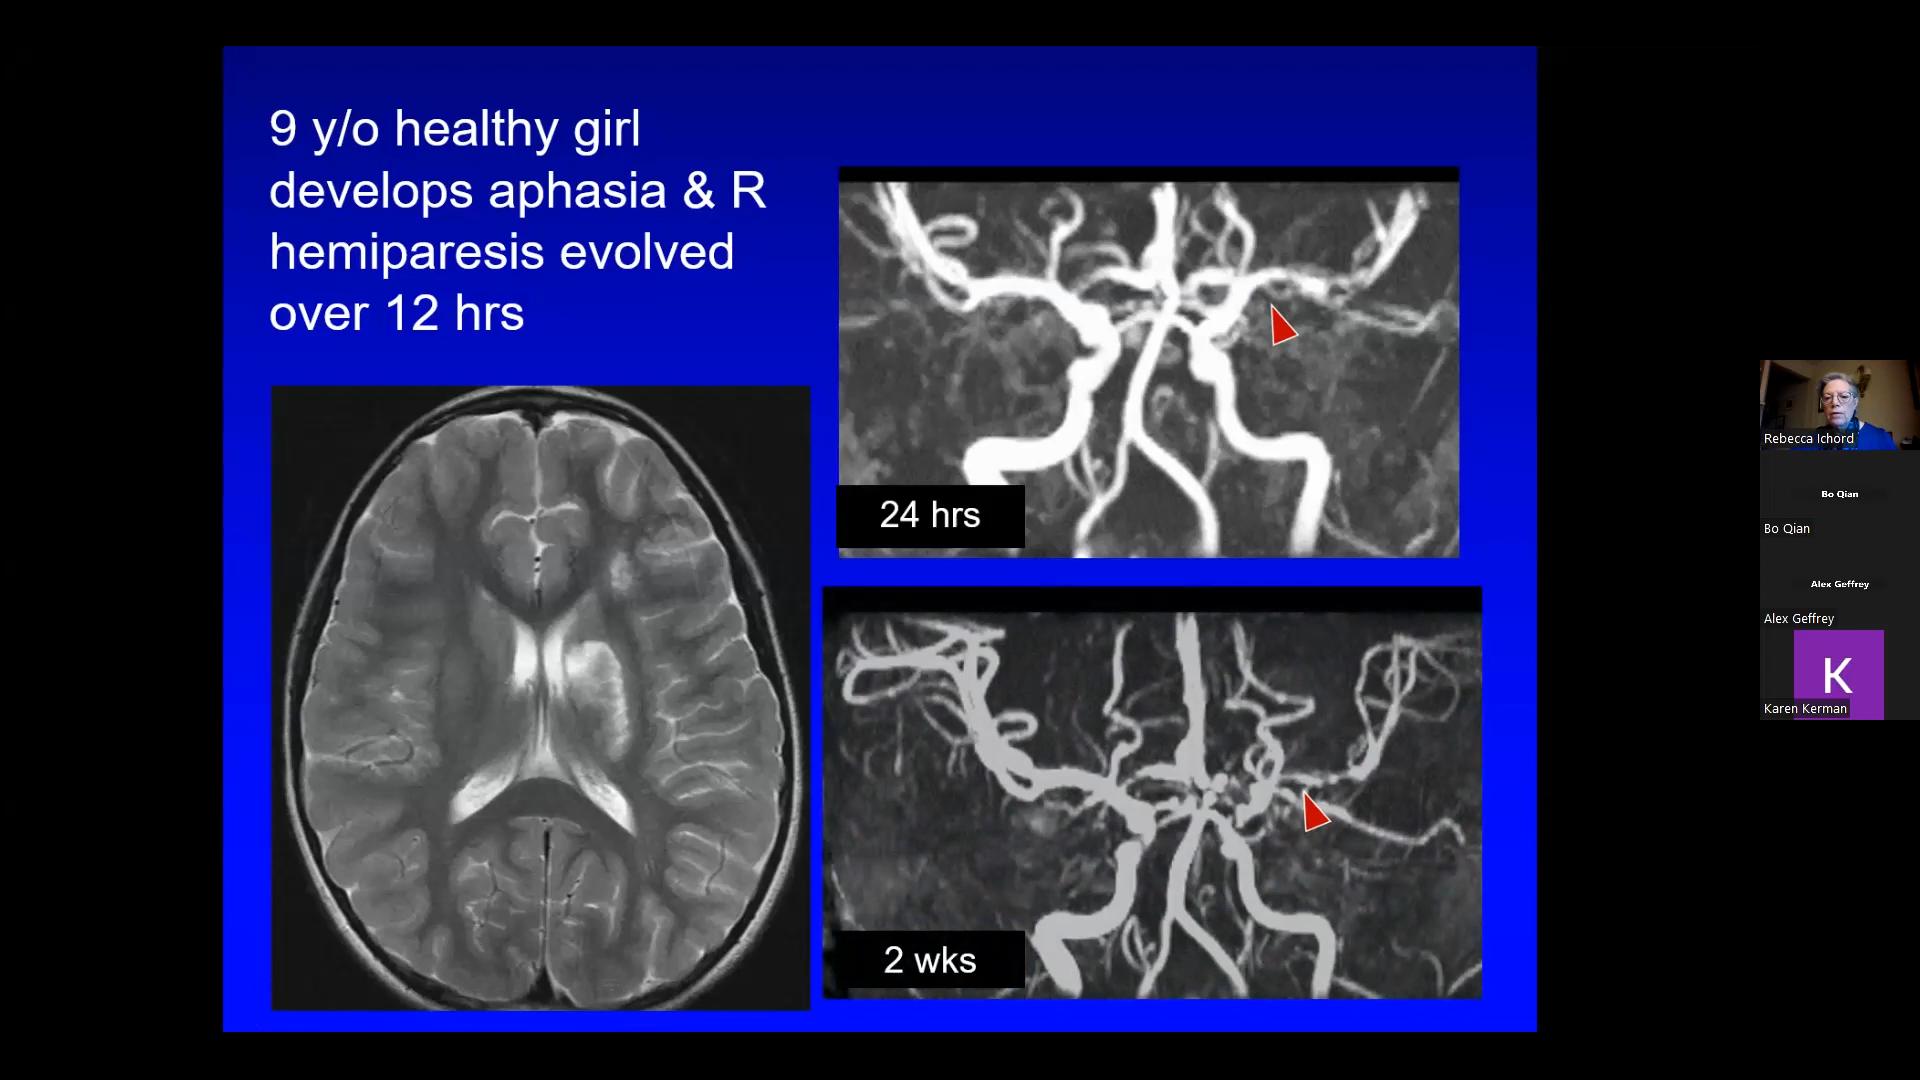 9 y/o healthy girl
develops aphasia & R
hemiparesis evolved
over 12 hrs
24 hrs
2 wks
Rebecca Ichord
Bo Qian
Bo Qian
Alex Geffrey
Alex Geffrey
K
Karen Kerman